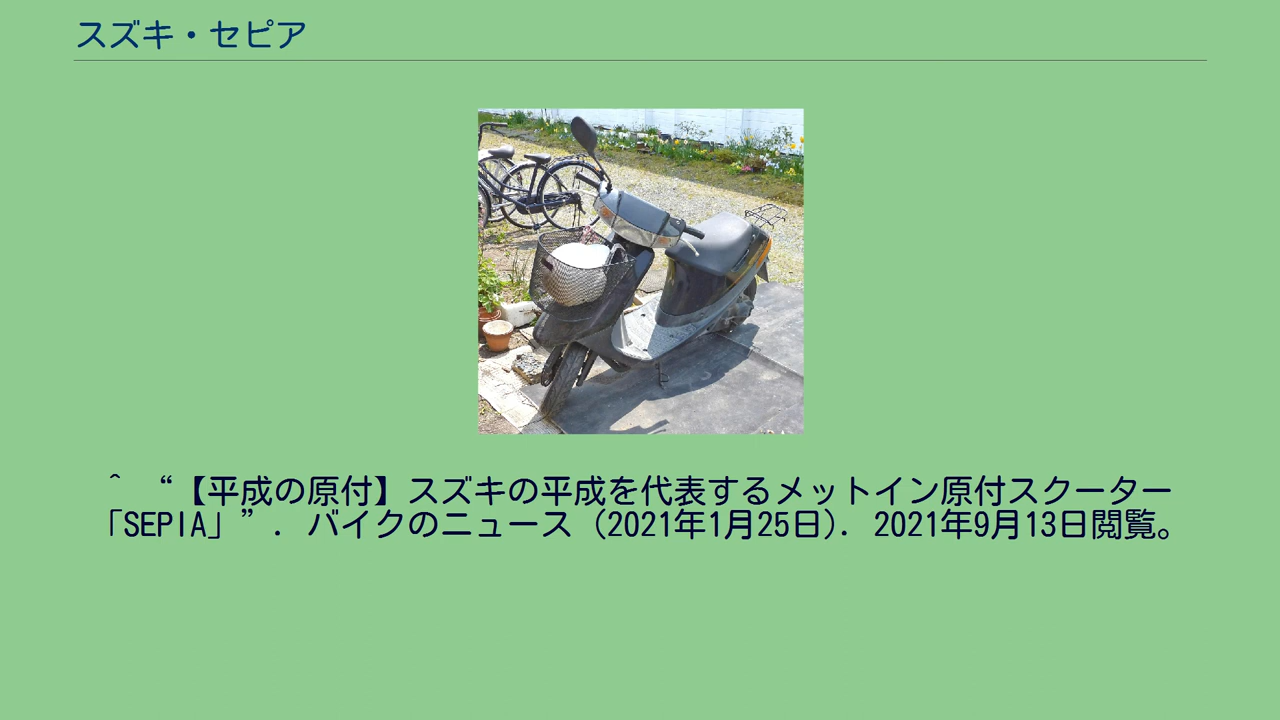 スズキ・セピア
^ “【平成の原付】スズキの平成を代表するメットイン原付スクーター
「SEPIA」”. バイクのニュース (2021年1月25日). 2021年9月13日閲覧。